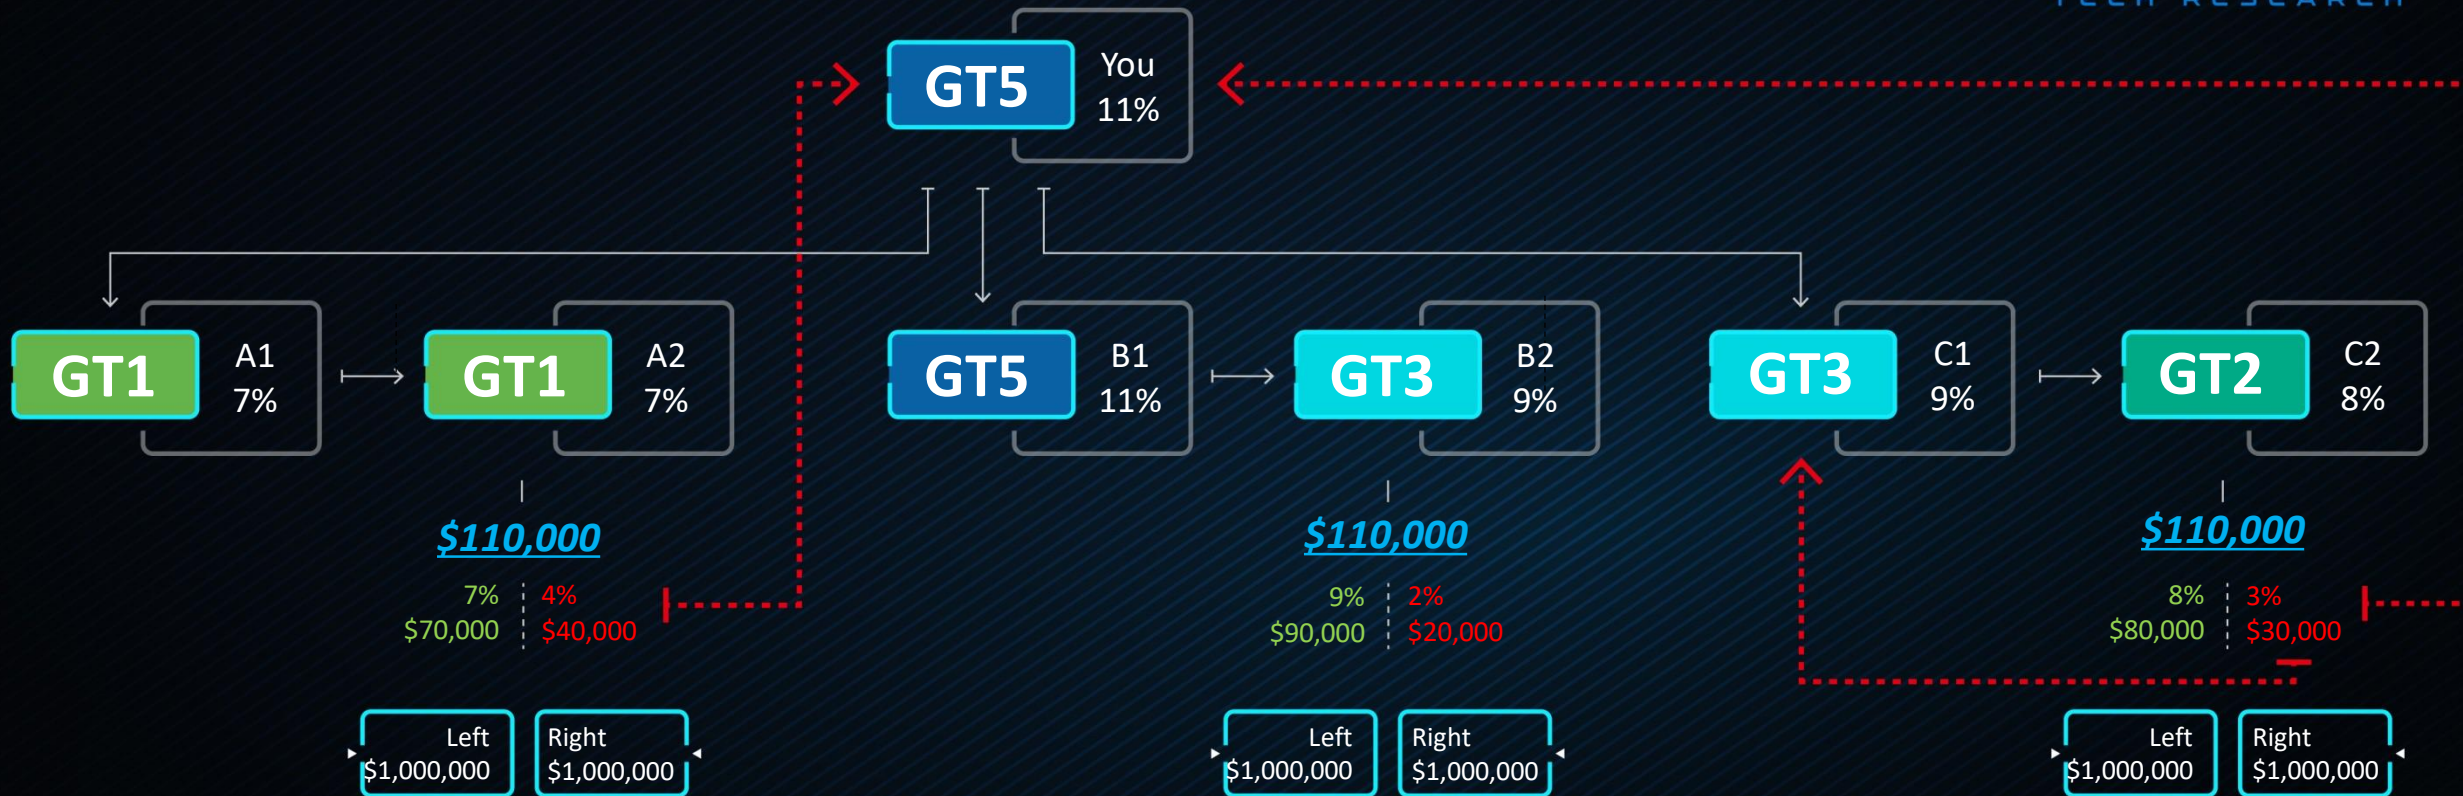 TECH RESEARCH
GT5
You
11%
GT1
A1
7%
GT1
A2
7%
GT5
B1
11%
GT3
B2
9%
GT3
C1
9%
GT2
C2
8%
$110,000
7%
4%
$70,000
$40,000
$110,000
9%
2%
$90,000
$20,000
$110,000
8%
3%
$80,000
$30,000
Left
$1,000,000
Right
$1,000,000
Left
$1,000,000
Right
$1,000,000
Left
$1,000,000
Right
$1,000,000